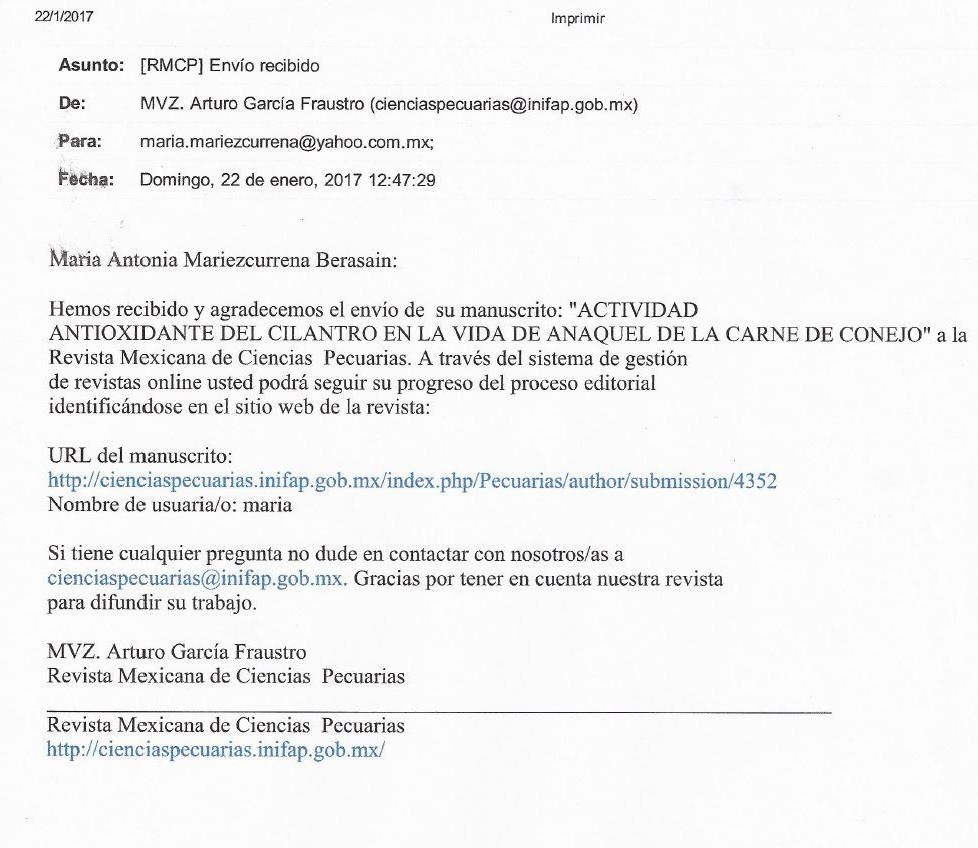 22/1/2017 Imprimir
Asunto: [RMCP] Envío recibido
De: MVZ. Arturo García Fraustro (cienciaspecuarias@inifap.gob.mx)
Para: maria.mariezcurrena@yahoo.com.mx;
Fecha: Domingo, 22 de enero, 2017 12:47:29
Maria Antonia Mariezcurrena Berasain:
Hemos recibido y agradecemos el envío de su manuscrito: "ACTIVIDAD
ANTIOXIDANTE DEL CILANTRO EN LA VIDA DE ANAQUEL DE LA CARNE DE CONEJO" a la
Revista Mexicana de Ciencias Pecuarias. A través del sistema de gestión
de revistas online usted podrá seguir su progreso del proceso editorial
identificándose en el sitio web de la revista:
URL del manuscrito:
http://cienciaspecuarias.inifap.gob.mx/index.php/Pecuarias/author/submission/4352
Nombre de usuaria/o: maria
Si tiene cualquier pregunta no dude en contactar con nosotros/as a
cienciaspecuarias@inifap.gob.mx. Gracias por tener en cuenta nuestra revista
para difundir su trabajo.
MVZ. Arturo García Fraustro
Revista Mexicana de Ciencias Pecuarias
Revista Mexicana de Ciencias Pecuarias
http://cienciaspecuarias.inifap.gob.mx/